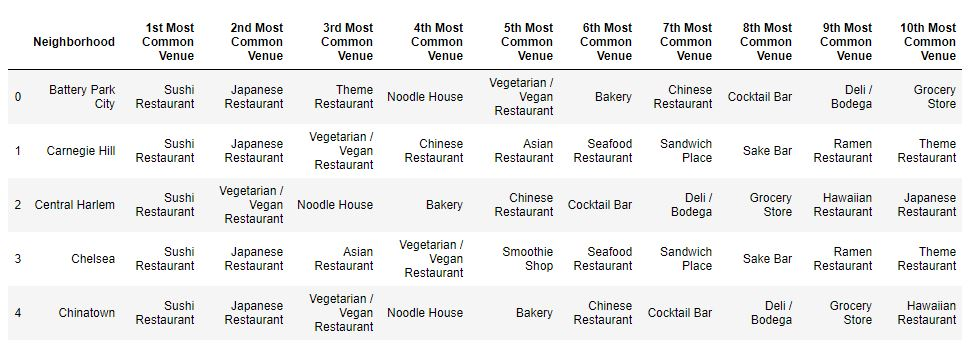 Neighborhood 1st Most Common Venue 2nd Most Common Venue 3rd Most Common Venue 4th Most Common Venue 5th Most Common Venue 6th Most Common Venue 7th Most Common Venue 8th Most Common Venue 9th Most Common Venue 10th Most Common Venue
0 Battery Park City Sushi Restaurant Japanese Restaurant Theme Restaurant Noodle House Vegetarian / Vegan Restaurant Bakery Chinese Restaurant Cocktail Bar Deli / Bodega Grocery Store
1 Carnegie Hill Sushi Restaurant Japanese Restaurant Vegetarian / Vegan Restaurant Chinese Restaurant Asian Restaurant Seafood Restaurant Sandwich Place Sake Bar Ramen Restaurant Theme Restaurant
2 Central Harlem Sushi Restaurant Vegetarian / Vegan Restaurant Noodle House Bakery Chinese Restaurant Cocktail Bar Deli / Bodega Grocery Store Hawaiian Restaurant Japanese Restaurant
3 Chelsea Sushi Restaurant Japanese Restaurant Asian Restaurant Vegetarian / Vegan Restaurant Smoothie Shop Seafood Restaurant Sandwich Place Sake Bar Ramen Restaurant Theme Restaurant
4 Chinatown Sushi Restaurant Japanese Restaurant Vegetarian / Vegan Restaurant Noodle House Bakery Chinese Restaurant Cocktail Bar Deli / Bodega Grocery Store Hawaiian Restaurant